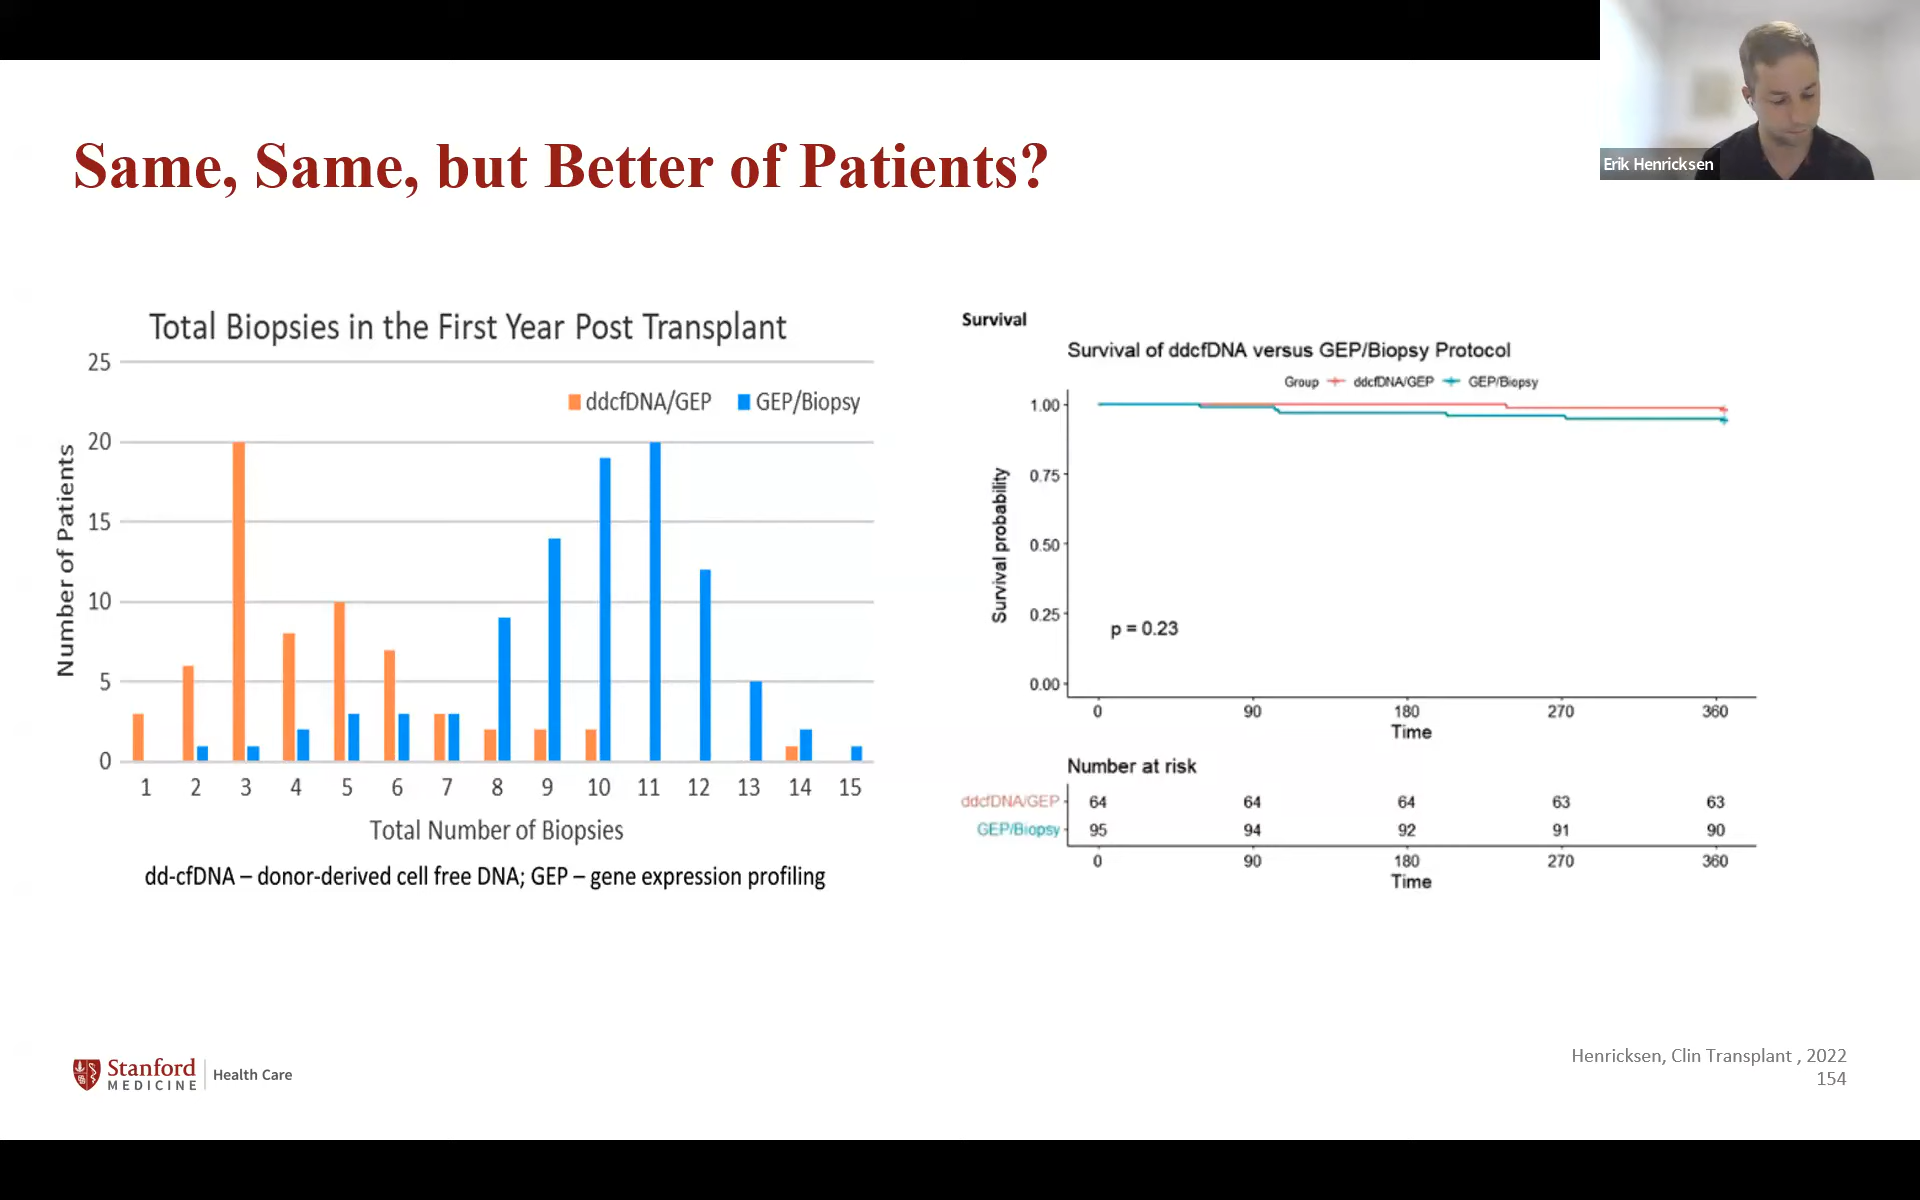 Erik Henricksen
Same, Same, but Better of Patients?
Total Biopsies in the First Year Post Transplant
ddcfDNA/GEP GEP/Biopsy
Number of Patients
25
20
15
10
5
0
1 2 3 4 5 6 7 8 9 10 11 12 13 14 15
Total Number of Biopsies
dd-cfDNA – donor-derived cell free DNA; GEP – gene expression profiling
Survival
Survival of ddcfDNA versus GEP/Biopsy Protocol
Group ddcfDNA/GEP GEP/Biopsy
Survival probability
1.00
0.75
0.50
0.25
0.00
p = 0.23
0 90 180 270 360
Time
Number at risk
ddcfDNA/GEP 64 64 64 63 63
GEP/Biopsy 95 94 92 91 90
0 90 180 270 360
Time
Stanford
MEDICINE
Health Care
Henricksen, Clin Transplant , 2022
154